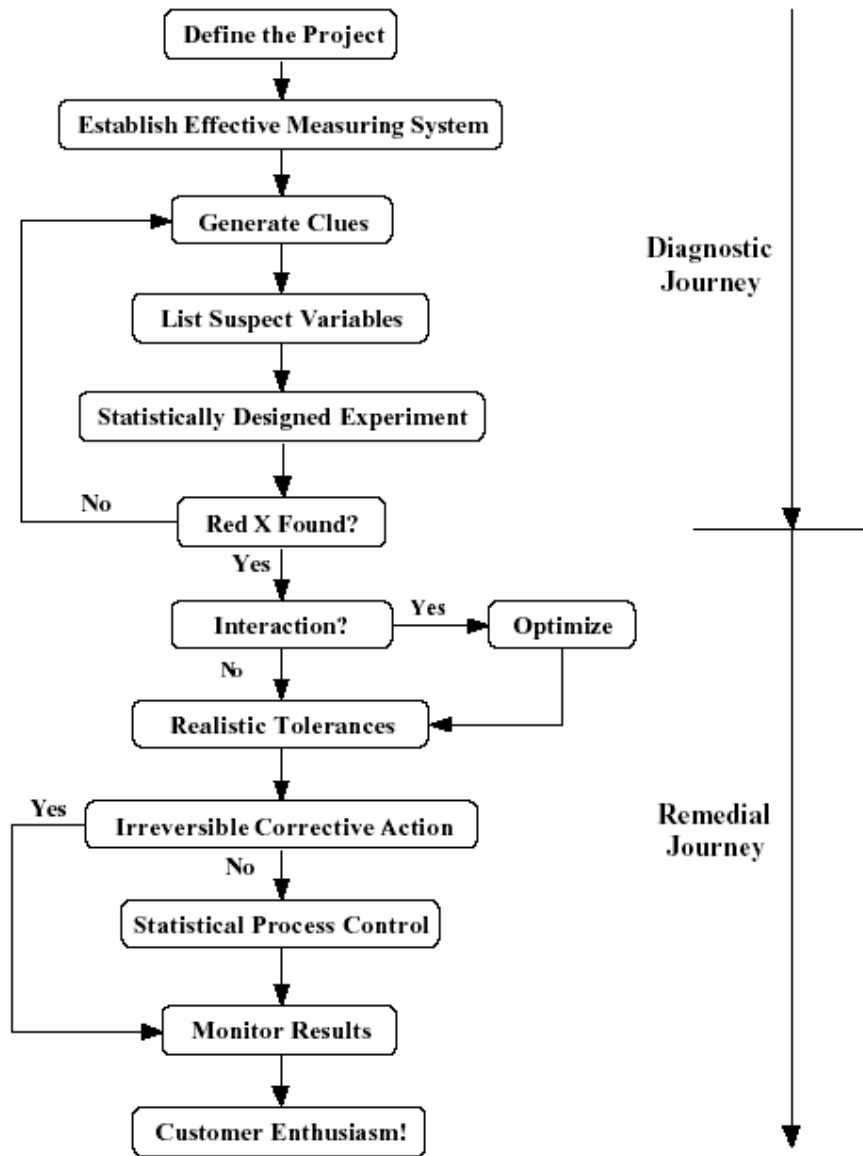 Define the Project
Establish Effective Measuring System
Generate Clues
Diagnostic
Journey
List Suspect Variables
Statistically Designed Experiment
No
Red X Found?
Yes
Interaction?
Yes
Optimize
No
Realistic Tolerances
Yes
Irreversible Corrective Action
Remedial
Journey
No
Statistical Process Control
Monitor Results
Customer Enthusiasm!